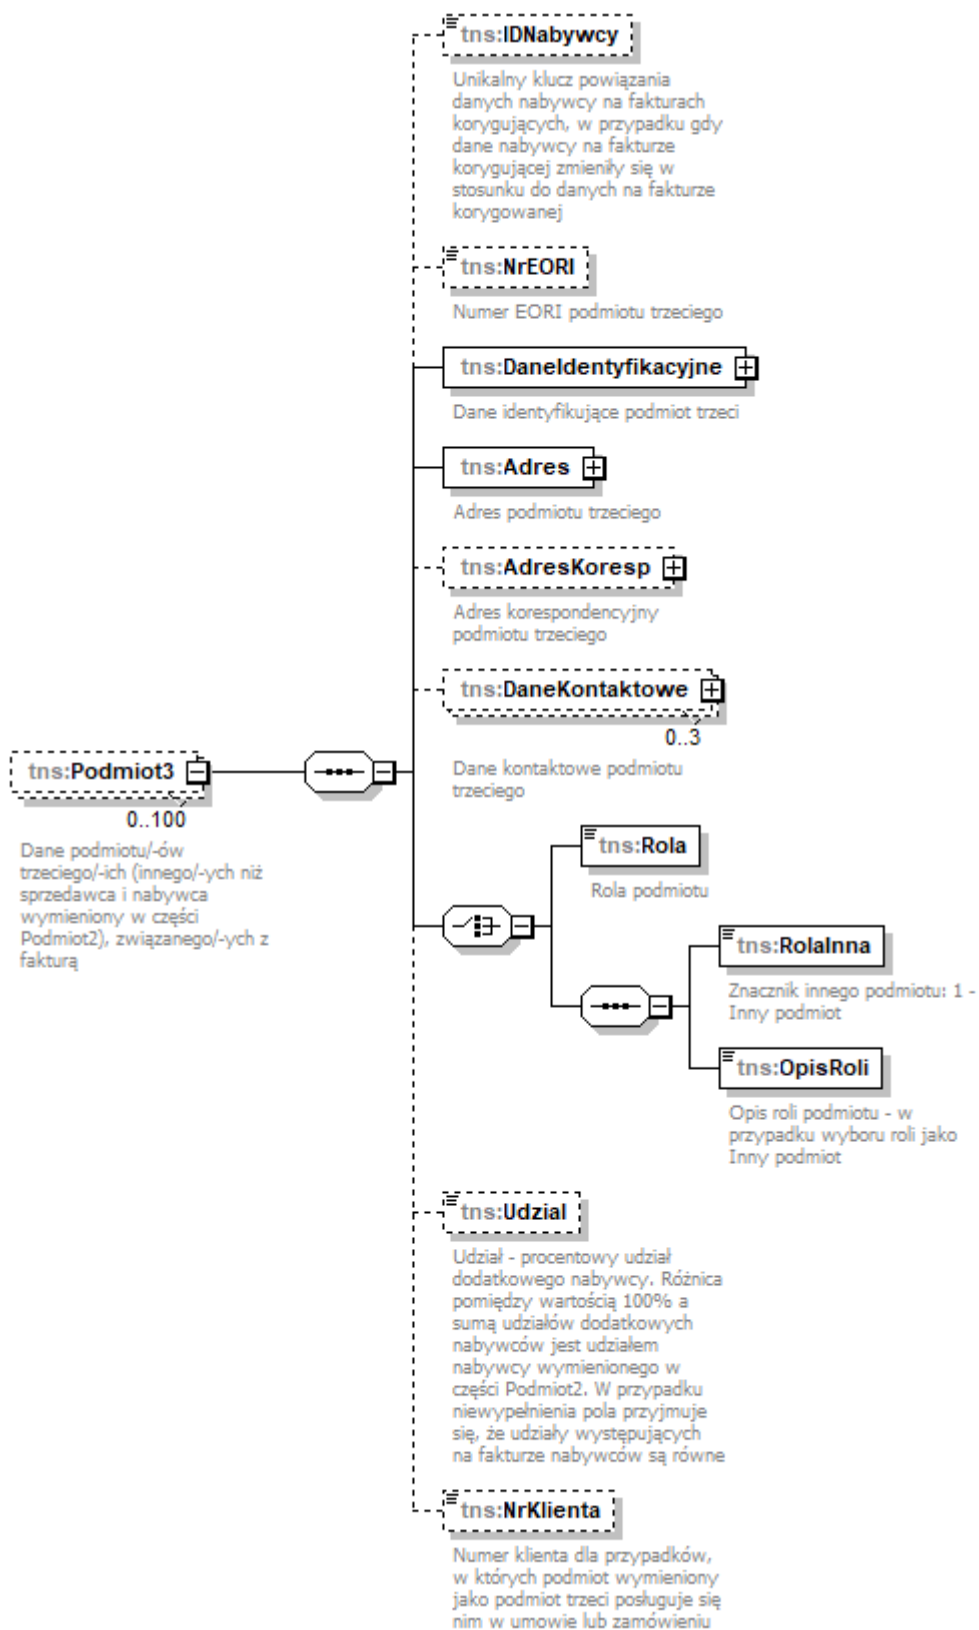 tns:IDNabywcy
Unikalny klucz powiązania
danych nabywcy na fakturach
korygujących, w przypadku gdy
dane nabywcy na fakturze
korygującej zmieniły się w
stosunku do danych na fakturze
korygowanej
tns:NrEORI
Numer EORI podmiotu trzeciego
tns:DaneIdentyfikacyjne
Dane identyfikujące podmiot trzeci
tns:Adres
Adres podmiotu trzeciego
tns:AdresKoresp
Adres korespondencyjny
podmiotu trzeciego
tns:DaneKontaktowe
0..3
Dane kontaktowe podmiotu
trzeciego
tns:Podmiot3
0..100
Dane podmiotu/-ów
trzeciego/-ich (innego/-ych niż
sprzedawca i nabywca
wymieniony w części
Podmiot2), związanego/-ych z
fakturą
tns:Rola
Rola podmiotu
tns:RolaInna
Znacznik innego podmiotu: 1 -
Inny podmiot
tns:OpisRoli
Opis roli podmiotu - w
przypadku wyboru roli jako
Inny podmiot
tns:Udzial
Udział - procentowy udział
dodatkowego nabywcy. Różnica
pomiędzy wartością 100% a
sumą udziałów dodatkowych
nabywców jest udziałem
nabywcy wymienionego w
części Podmiot2. W przypadku
niewypełnienia pola przyjmuje
się, że udziały występujących
na fakturze nabywców są równe
tns:NrKlienta
Numer klienta dla przypadków,
w których podmiot wymieniony
jako podmiot trzeci posługuje się
nim w umowie lub zamówieniu